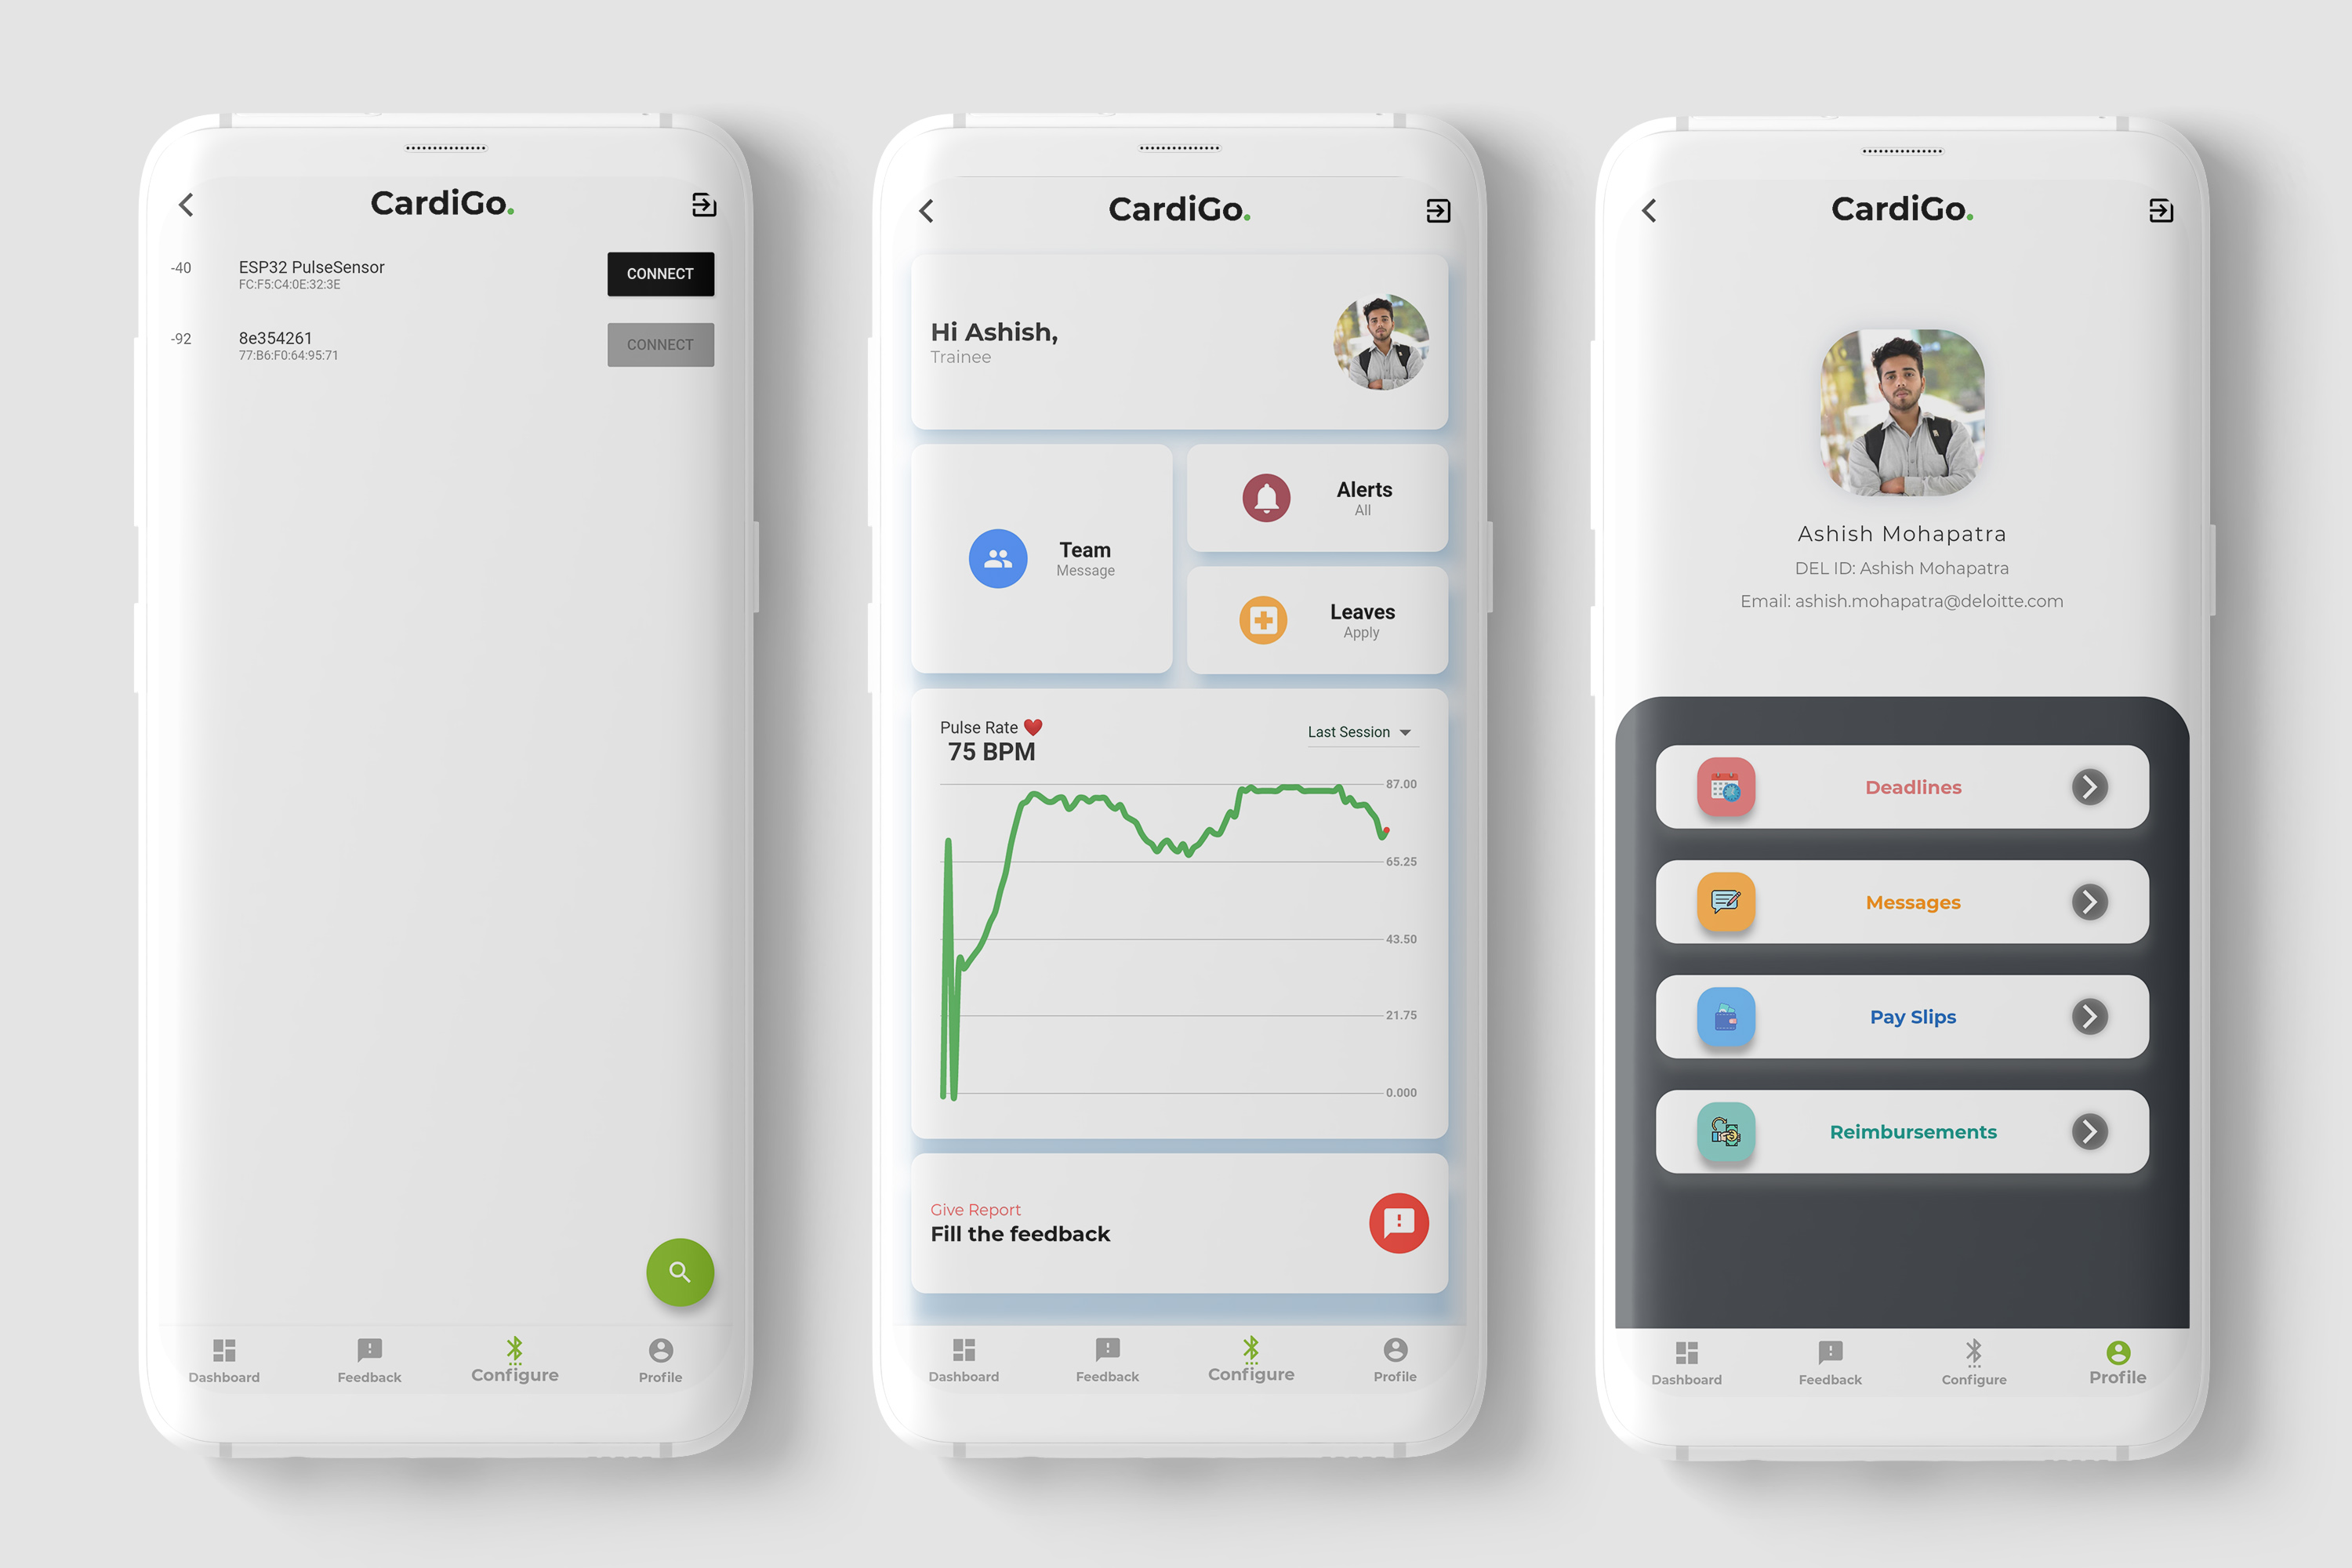 CardiGo.
-40
ESP32 PulseSensor
FC:F5:C4:0E:32:3E
CONNECT
-92
8e354261
77:B6:F0:64:95:71
CONNECT
Dashboard
Feedback
Configure
Profile
CardiGo.
Hi Ashish,
Trainee
Team
Message
Alerts
All
Leaves
Apply
Pulse Rate ❤️
75 BPM
Last Session
87.00
65.25
43.50
21.75
0.000
Give Report
Fill the feedback
Dashboard
Feedback
Configure
Profile
CardiGo.
Ashish Mohapatra
DEL ID: Ashish Mohapatra
Email: ashish.mohapatra@deloitte.com
Deadlines
Messages
Pay Slips
Reimbursements
Dashboard
Feedback
Configure
Profile